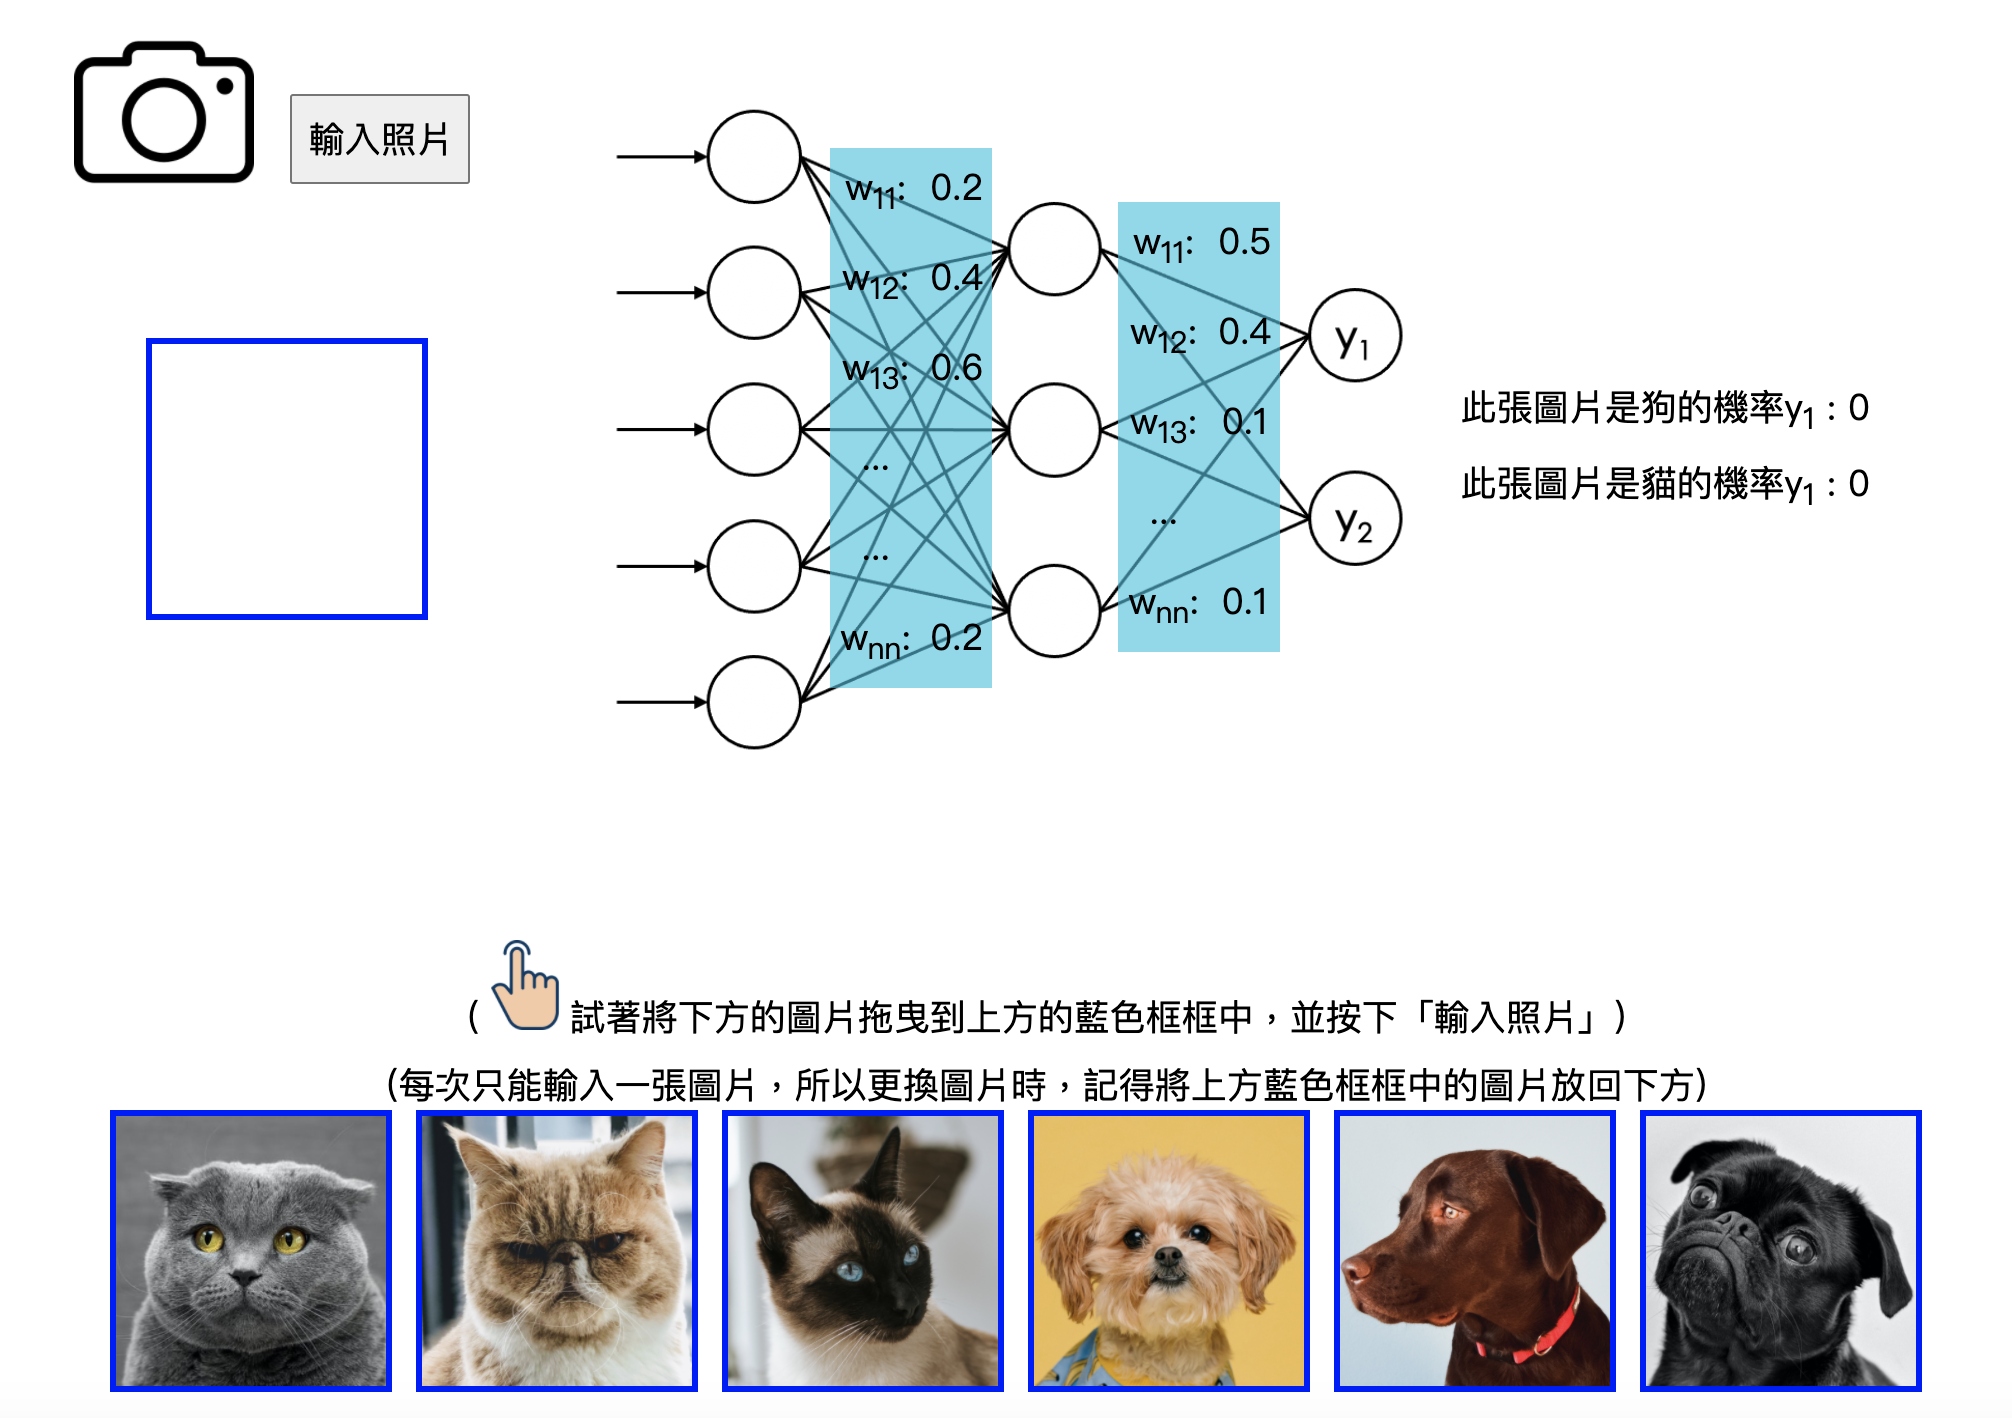 輸入照片
w11: 0.2
w12: 0.4
w13: 0.6
...
...
wnn: 0.2
w11: 0.5
w12: 0.4
w13: 0.1
...
wnn: 0.1
y1
y2
此張圖片是狗的機率y1 : 0
此張圖片是貓的機率y1 : 0
( 試著將下方的圖片拖曳到上方的藍色框框中，並按下「輸入照片」)
(每次只能輸入一張圖片，所以更換圖片時，記得將上方藍色框框中的圖片放回下方)